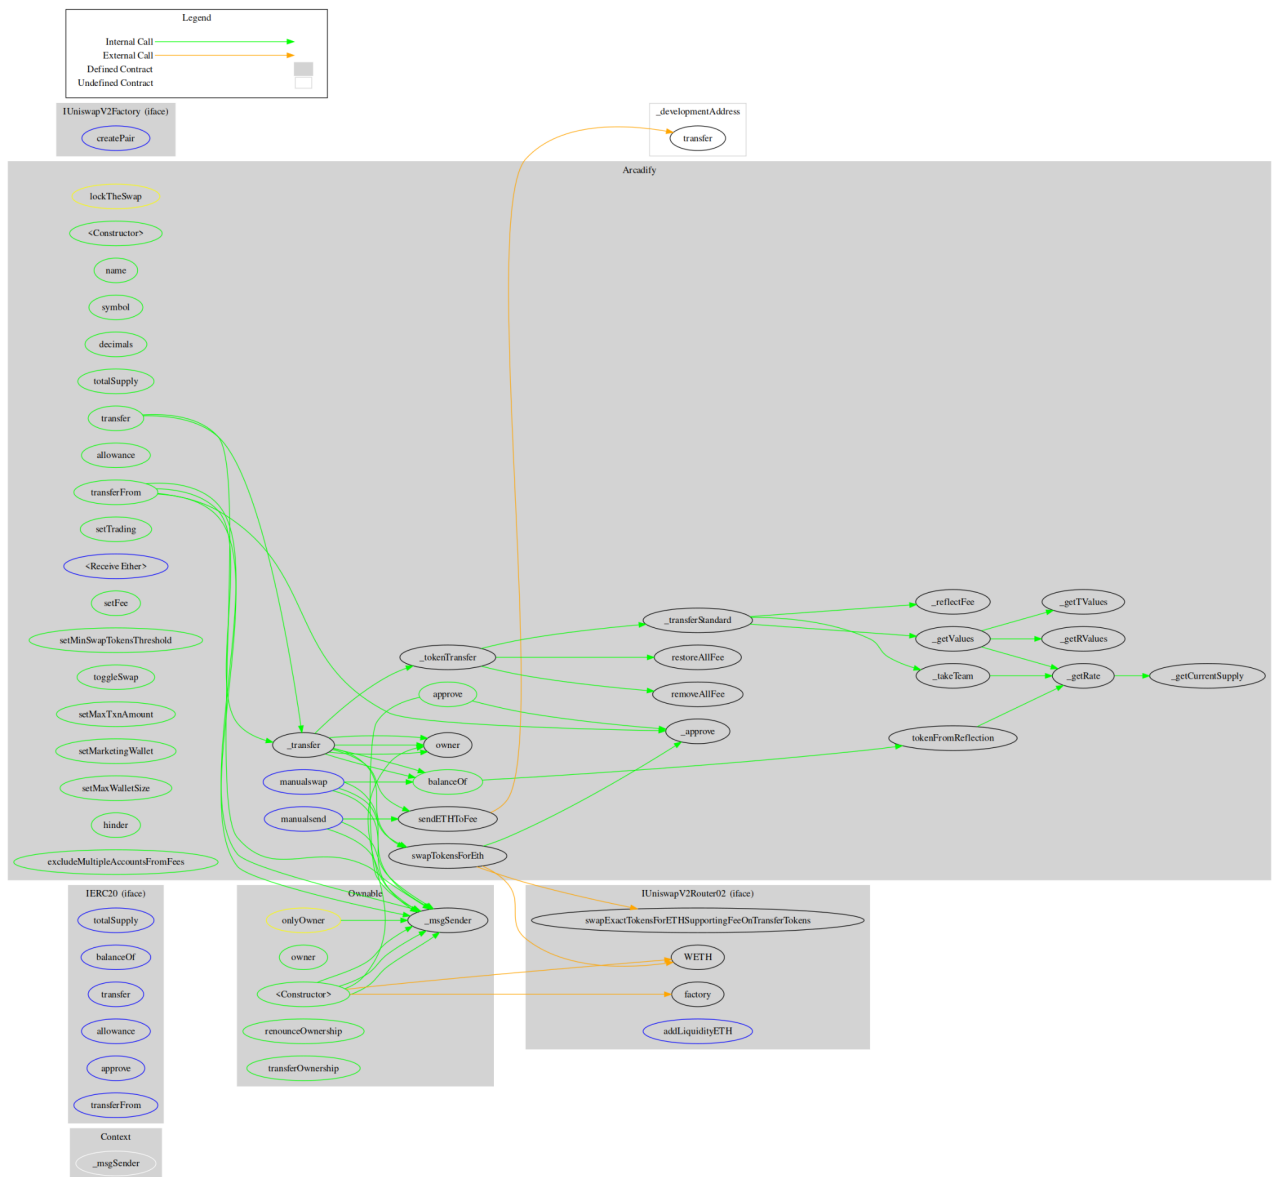 Legend
Internal Call
External Call
Defined Contract
Undefined Contract
IUniswapV2Factory (iface)
createPair
_developmentAddress
transfer
Arcadify
lockTheSwap
<Constructor>
name
symbol
decimals
totalSupply
transfer
allowance
transferFrom
setTrading
<Receive Ether>
setFee
setMinSwapTokensThreshold
toggleSwap
setMaxTxnAmount
setMarketingWallet
setMaxWalletSize
hinder
excludeMultipleAccountsFromFees
_transfer
manualswap
manualsend
_tokenTransfer
approve
owner
balanceOf
sendETHToFee
swapTokensForEth
_transferStandard
restoreAllFee
removeAllFee
_approve
_reflectFee
_getValues
_takeTeam
tokenFromReflection
_getTValues
_getRValues
_getRate
_getCurrentSupply
IERC20 (iface)
totalSupply
balanceOf
transfer
allowance
approve
transferFrom
Ownable
onlyOwner
owner
<Constructor>
renounceOwnership
transferOwnership
_msgSender
IUniswapV2Router02 (iface)
swapExactTokensForETHSupportingFeeOnTransferTokens
WETH
factory
addLiquidityETH
Context
_msgSender